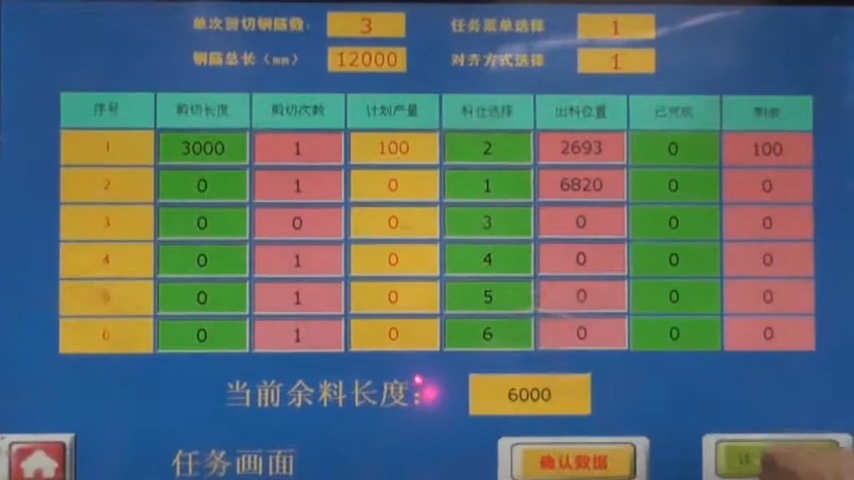 单次剪切钢筋数: 3 任务菜单选择 1
钢筋总长(mm) 12000 对齐方式选择 1
序号 剪切长度 剪切次数 计划产量 料仓选择 出料位置 已完成 剩余
1 3000 1 100 2 2693 0 100
2 0 1 0 1 6820 0 0
3 0 0 0 3 0 0 0
4 0 1 0 4 0 0 0
5 0 1 0 5 0 0 0
6 0 1 0 6 0 0 0
当前余料长度: 6000
任务画面 确认数据